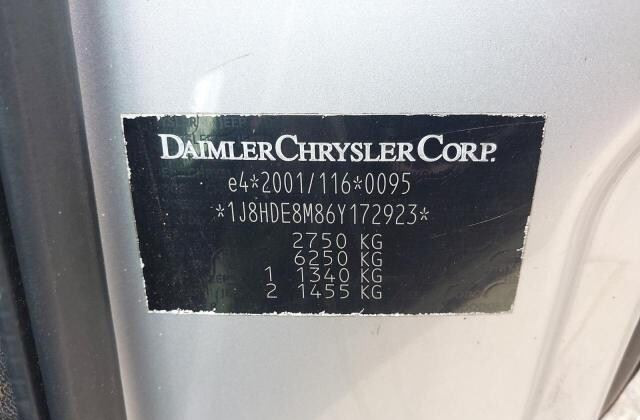 DAIMLERCHRYSLER CORP.
e4*2001/116*0095
*1J8HDE8M86Y172923*
2750 KG
6250 KG
1 1340 KG
2 1455 KG